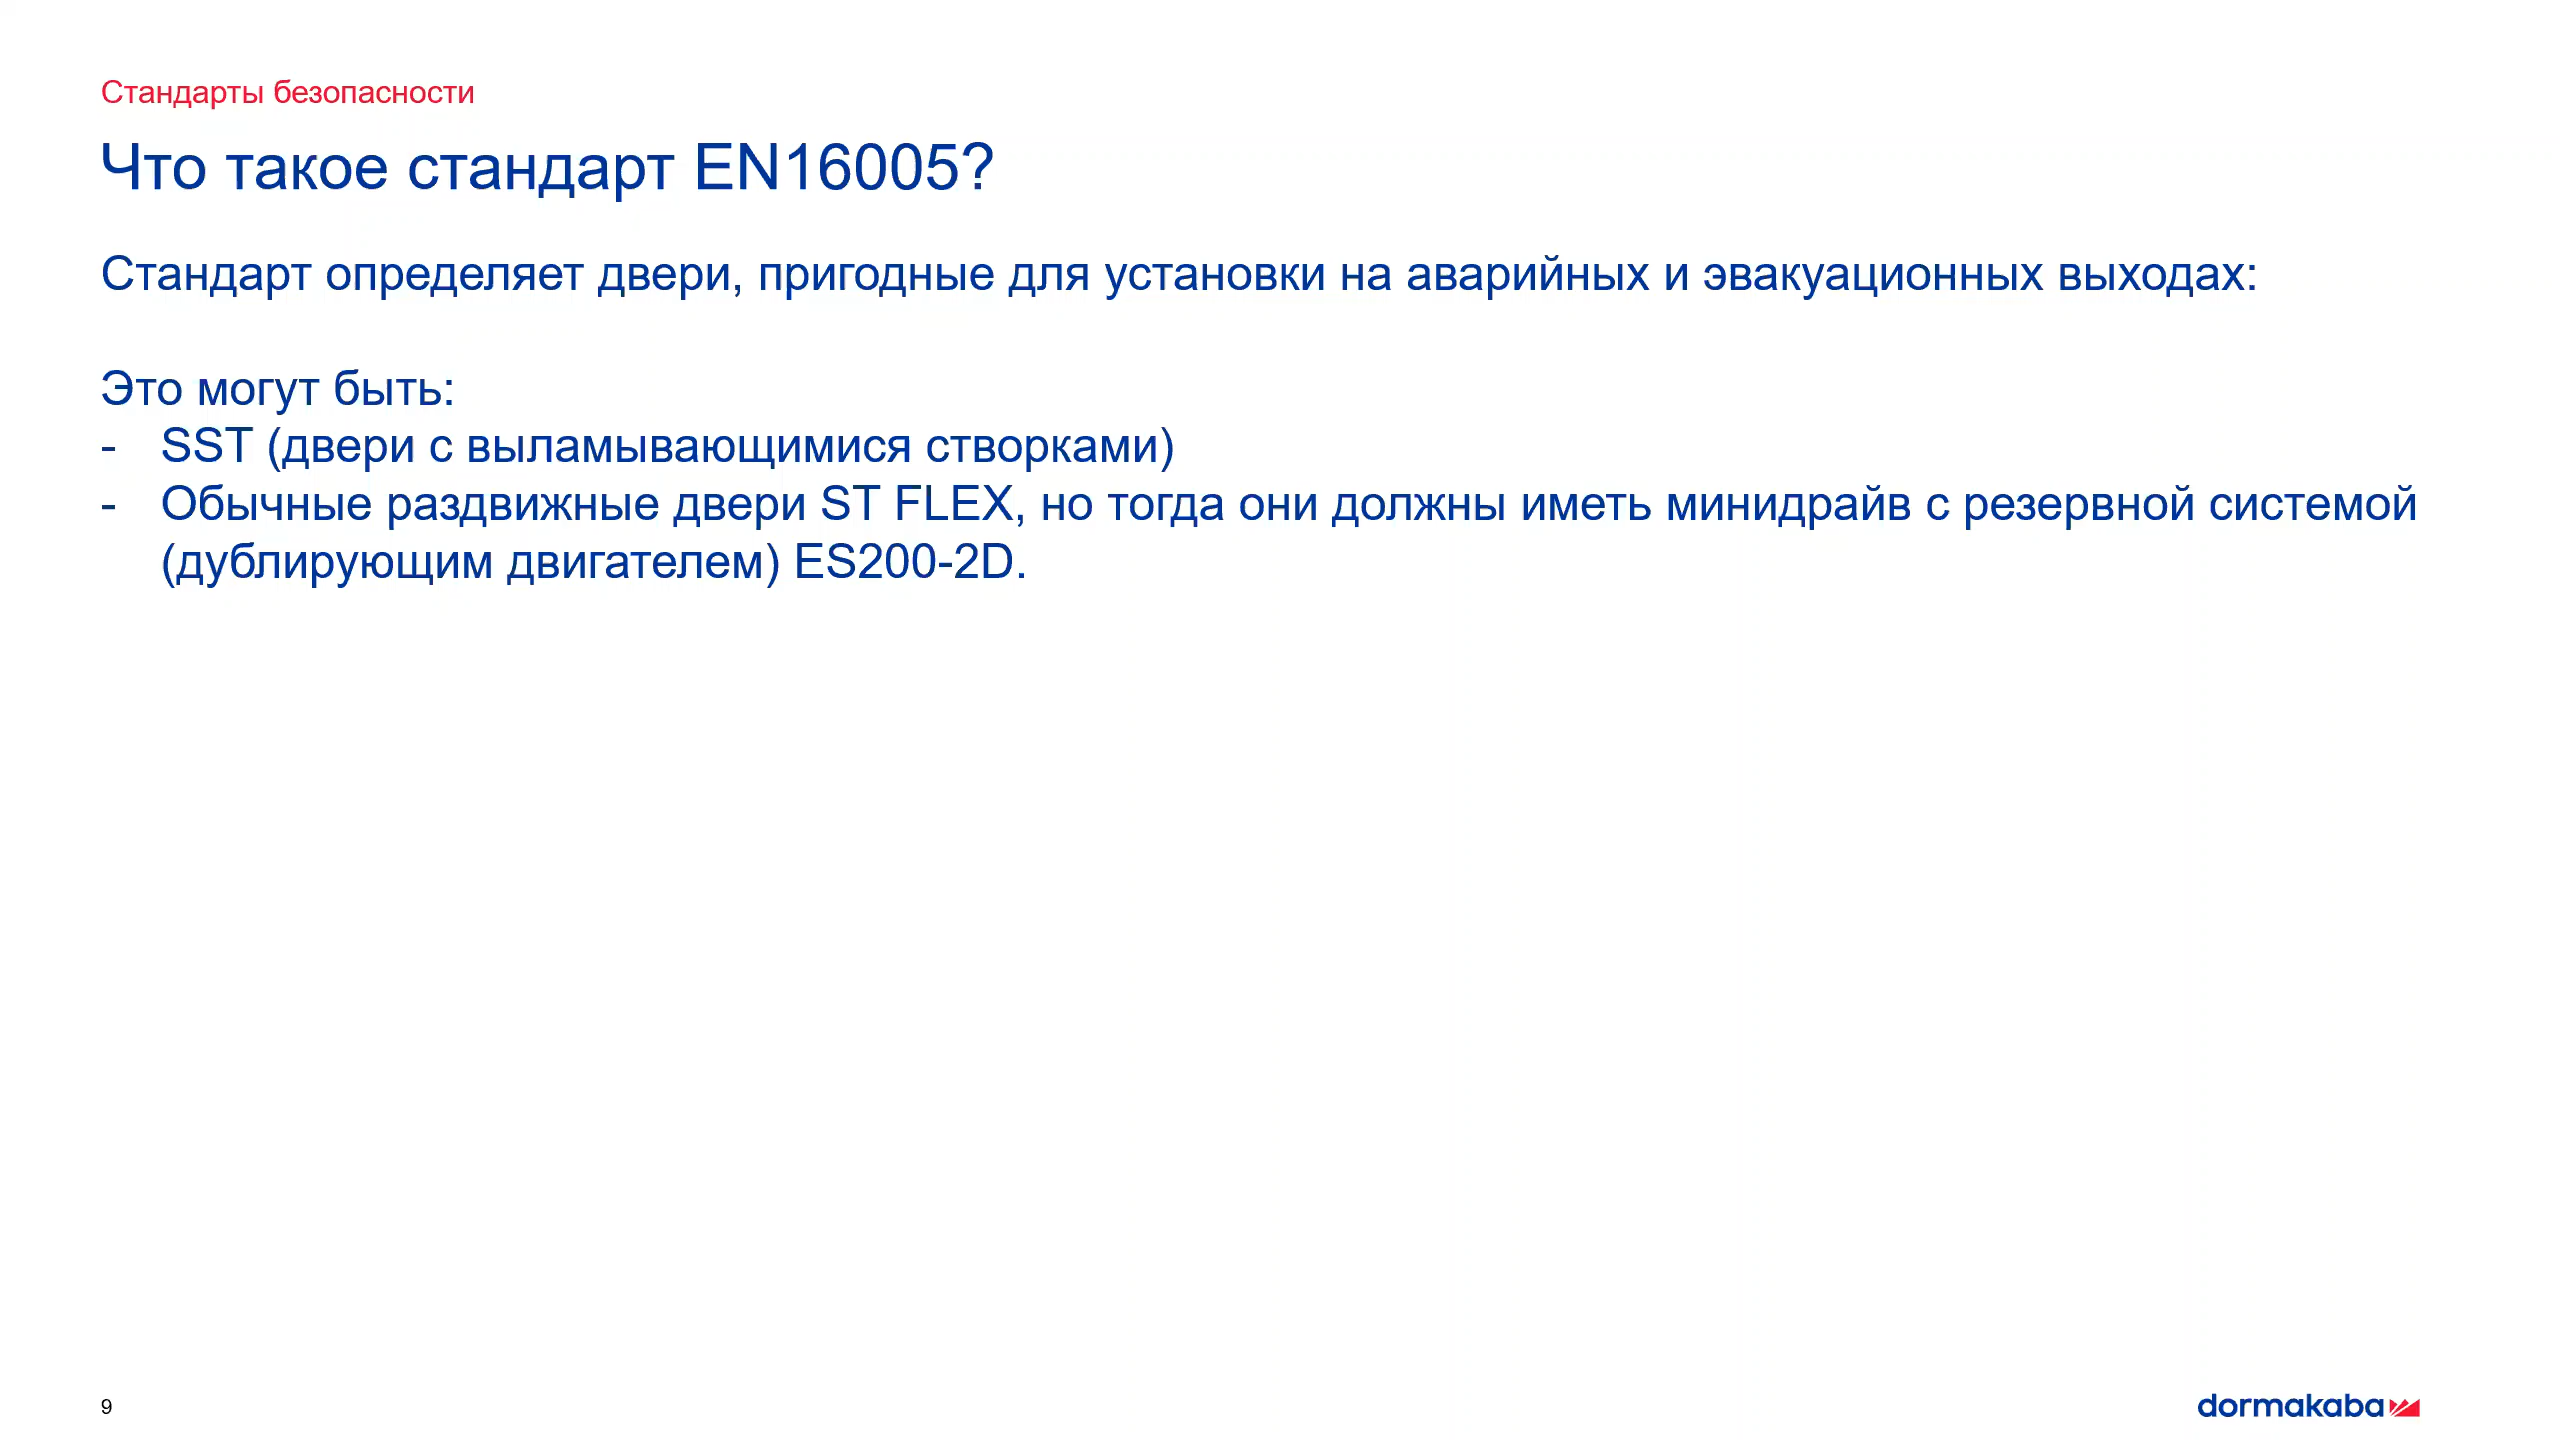 Стандарты безопасности
Что такое стандарт EN16005?
Стандарт определяет двери, пригодные для установки на аварийных и эвакуационных выходах:
Это могут быть:
- SST (двери с выламывающимися створками)
- Обычные раздвижные двери ST FLEX, но тогда они должны иметь минидрайв с резервной системой
(дублирующим двигателем) ES200-2D.
9
dormakaba